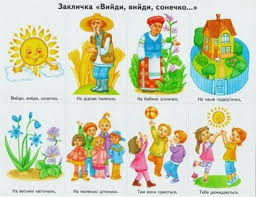 Закличка «Вийди, вийди, сонечко...»
Вийди, вийди, сонечко,
На дідове полечко,
На бабине зіллячко,
На наше подвір'ячко,
На весняні квіточки,
На маленькі діточки.
Там вони граються,
Тебе дожидаються.